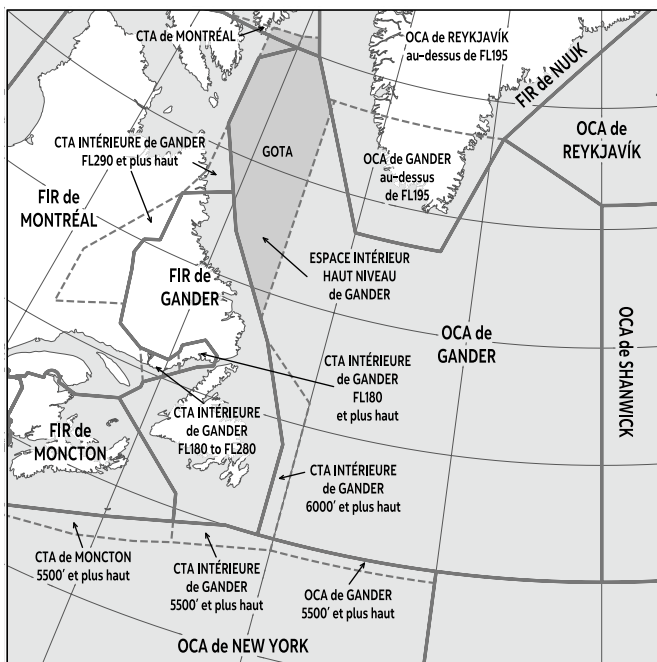 CTA de MONTRÉAL
OCA de REYKJAVÍK
au-dessus de FL195
FIR de NUUK
OCA de
REYKJAVÍK
CTA INTÉRIEURE de GANDER
FL290 et plus haut
GOTA
OCA de GANDER
au-dessus
de FL195
FIR de
MONTRÉAL
ESPACE INTÉRIEUR
HAUT NIVEAU
de GANDER
FIR de
GANDER
OCA de
GANDER
OCA de SHANWICK
CTA INTÉRIEURE
de GANDER
FL180
et plus haut
CTA INTÉRIEURE
de GANDER
FL180 to FL280
FIR de
MONCTON
CTA INTÉRIEURE
de GANDER
6000′ et plus haut
CTA de MONCTON
5500′ et plus haut
CTA INTÉRIEURE
de GANDER
5500′ et plus haut
OCA de GANDER
5500′ et plus haut
OCA de NEW YORK